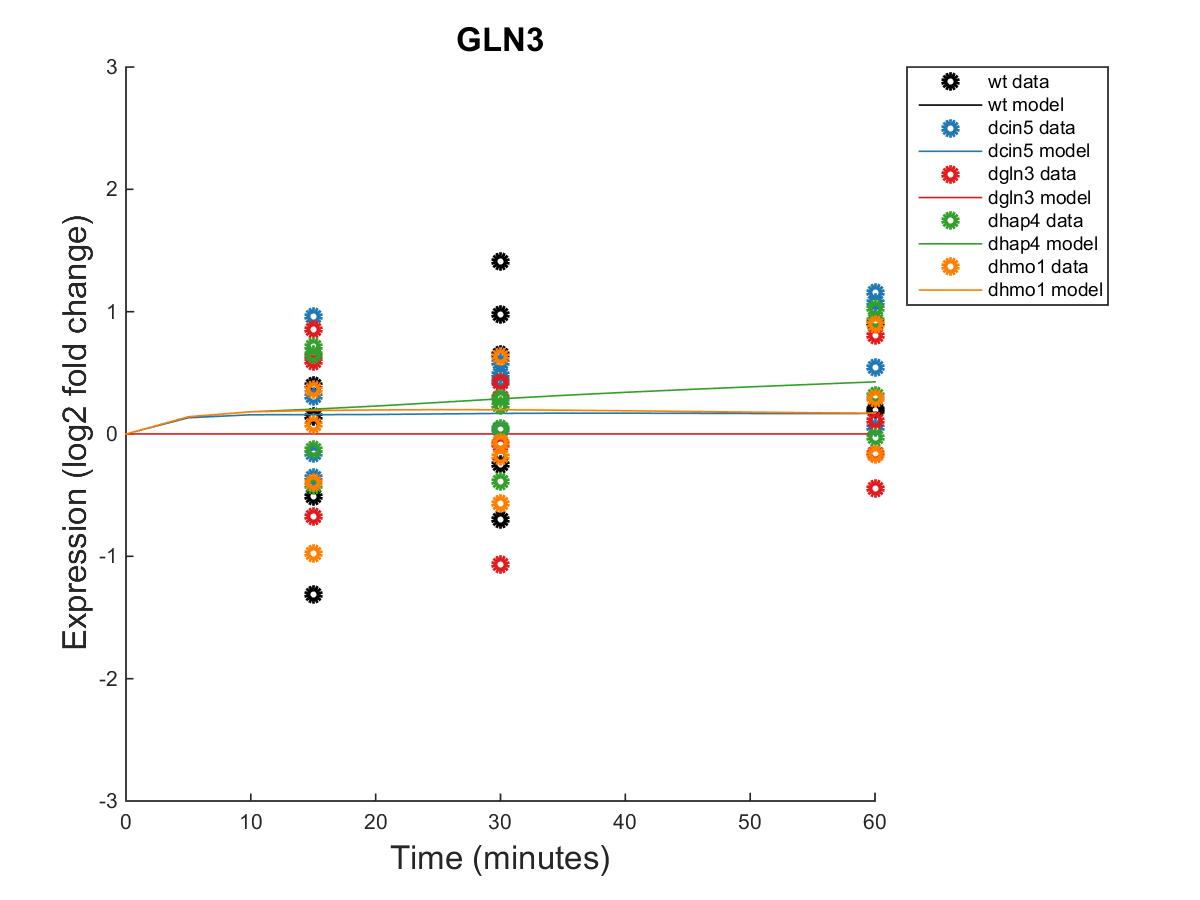 GLN3
Expression (log2 fold change)
3
2
1
0
-1
-2
-3
0 10 20 30 40 50 60
Time (minutes)
wt data
wt model
dcin5 data
dcin5 model
dgln3 data
dgln3 model
dhap4 data
dhap4 model
dhmo1 data
dhmo1 model